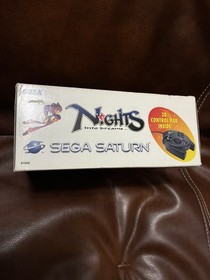 SEGA
NiGHTS
into dreams...
3D
CONTROL PAD
INSIDE
SEGA SATURN